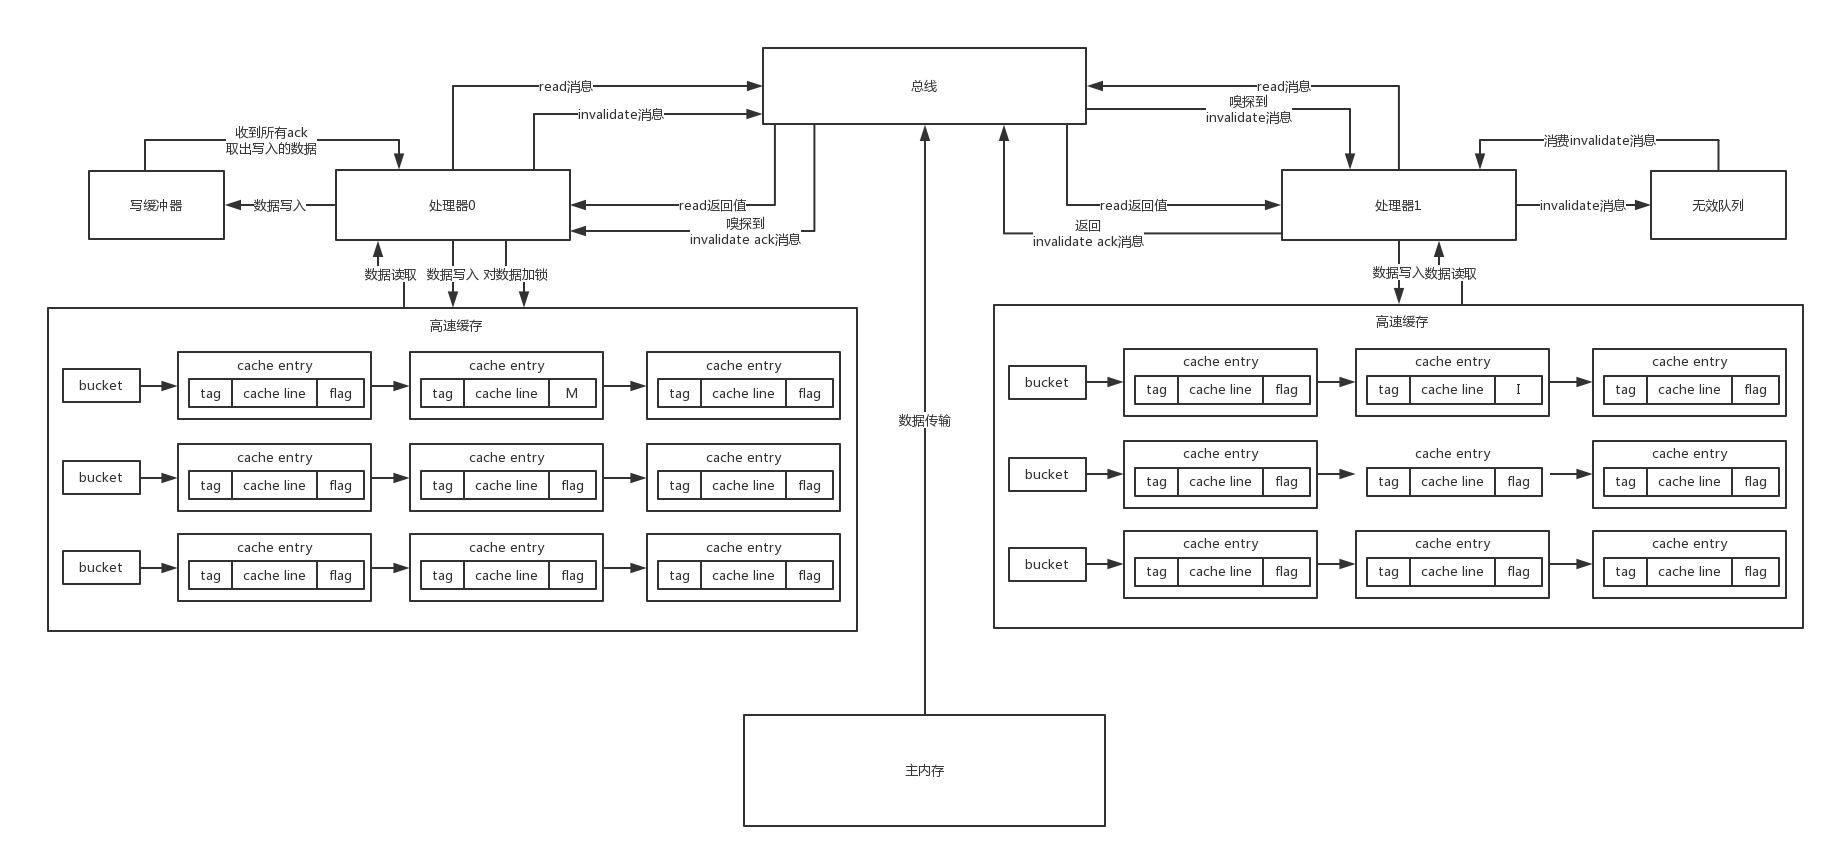 总线
read消息
invalidate消息
read消息
嗅探到
invalidate消息
收到所有ack
取出写入的数据
消费invalidate消息
写缓冲器
数据写入
处理器0
read返回值
嗅探到
invalidate ack消息
read返回值
返回
invalidate ack消息
处理器1
invalidate消息
无效队列
数据读取
数据写入
对数据加锁
数据写入
数据读取
高速缓存
bucket
cache entry
tag
cache line
flag
cache entry
tag
cache line
M
cache entry
tag
cache line
flag
bucket
cache entry
tag
cache line
flag
cache entry
tag
cache line
flag
cache entry
tag
cache line
flag
bucket
cache entry
tag
cache line
flag
cache entry
tag
cache line
flag
cache entry
tag
cache line
flag
数据传输
高速缓存
bucket
cache entry
tag
cache line
flag
cache entry
tag
cache line
I
cache entry
tag
cache line
flag
bucket
cache entry
tag
cache line
flag
cache entry
tag
cache line
flag
cache entry
tag
cache line
flag
bucket
cache entry
tag
cache line
flag
cache entry
tag
cache line
flag
cache entry
tag
cache line
flag
主内存